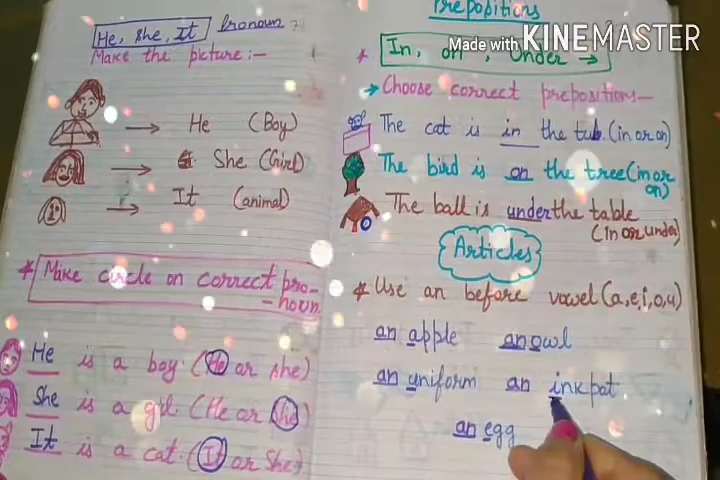 He, she, It pronoun
Make the picture:-
→ He (Boy)
→ She (Girl)
→ It (animal)
* Make circle on correct pro-
- noun
He is a boy. (He or she)
She is a girl. (He or she)
It is a cat. (It or She)
Prepositions
Made with KINEMASTER
* In, on, Under →
→ Choose correct prepositions—
The cat is in the tub. (in or on)
The bird is on the tree (in or
on)
The ball is under the table
(in or under)
Articles
* Use an before vowel (a,e,i,o,u)
an apple an owl
an uniform an inkpot
an egg